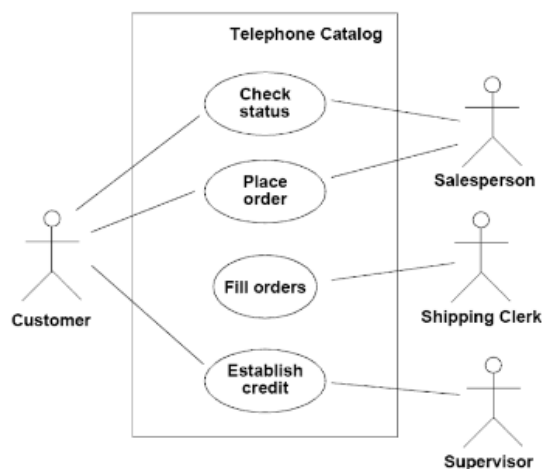 Telephone Catalog
Check
status
Salesperson
Place
order
Customer
Fill orders
Shipping Clerk
Establish
credit
Supervisor